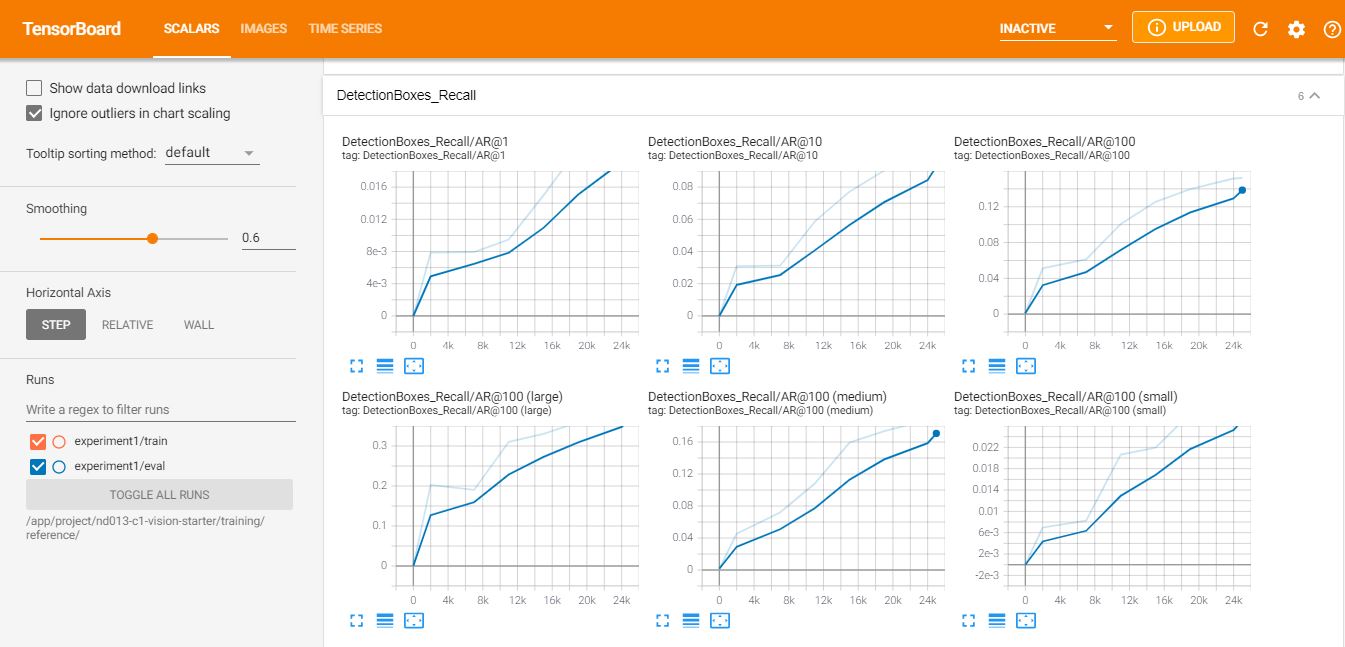 TensorBoard SCALARS IMAGES TIME SERIES INACTIVE UPLOAD
Show data download links
Ignore outliers in chart scaling
Tooltip sorting method: default
Smoothing
0.6
Horizontal Axis
STEP RELATIVE WALL
Runs
Write a regex to filter runs
experiment1/train
experiment1/eval
TOGGLE ALL RUNS
/app/project/nd013-c1-vision-starter/training/
reference/
DetectionBoxes_Recall 6
DetectionBoxes_Recall/AR@1
tag: DetectionBoxes_Recall/AR@1
0.016
0.012
8e-3
4e-3
0
0 4k 8k 12k 16k 20k 24k
DetectionBoxes_Recall/AR@10
tag: DetectionBoxes_Recall/AR@10
0.08
0.06
0.04
0.02
0
0 4k 8k 12k 16k 20k 24k
DetectionBoxes_Recall/AR@100
tag: DetectionBoxes_Recall/AR@100
0.12
0.08
0.04
0
0 4k 8k 12k 16k 20k 24k
DetectionBoxes_Recall/AR@100 (large)
tag: DetectionBoxes_Recall/AR@100 (large)
0.3
0.2
0.1
0
0 4k 8k 12k 16k 20k 24k
DetectionBoxes_Recall/AR@100 (medium)
tag: DetectionBoxes_Recall/AR@100 (medium)
0.16
0.12
0.08
0.04
0
0 4k 8k 12k 16k 20k 24k
DetectionBoxes_Recall/AR@100 (small)
tag: DetectionBoxes_Recall/AR@100 (small)
0.022
0.018
0.014
0.01
6e-3
2e-3
-2e-3
0 4k 8k 12k 16k 20k 24k